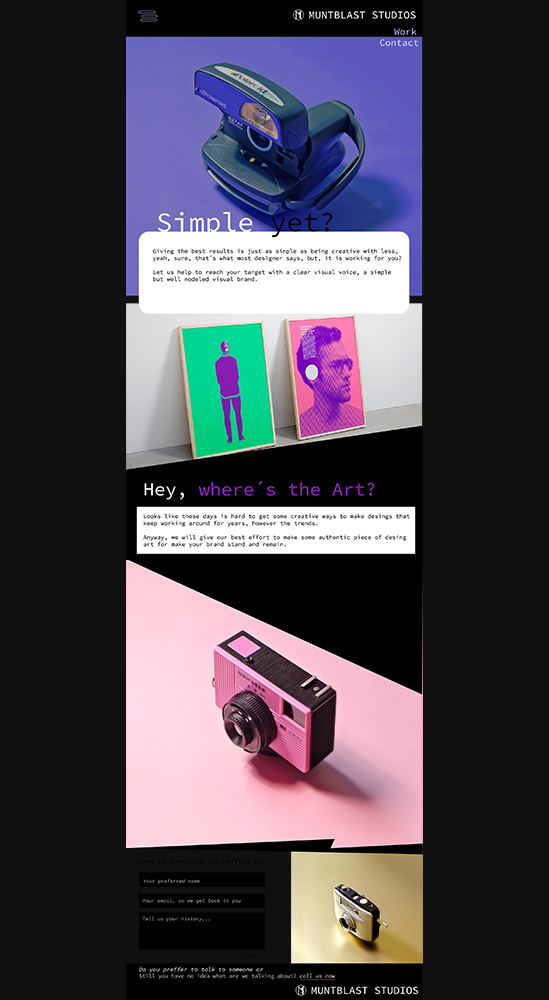 MUNTBLAST STUDIOS
Work
Contact
Polaroid
Simple yet?
Giving the best results is just as simple as being creative with less,
yeah, sure, that´s what most designer says, but, it is working for you?
Let us help to reach your target with a clear visual voice, a simple
but well nodeled visual brand.
Hey, where´s the Art?
Looks like these days is hard to get some creative ways to make desings that
keep working around for years, however the trends.
Anyway, we will give our best effort to make some authentic piece of desing
art for make your brand stand and remain.
Your preferred name
Your email, so we get back to you
Tell us your history...
Do you preffer to talk to someone or
Still you have no idea what are we talking about? call us now
MUNTBLAST STUDIOS